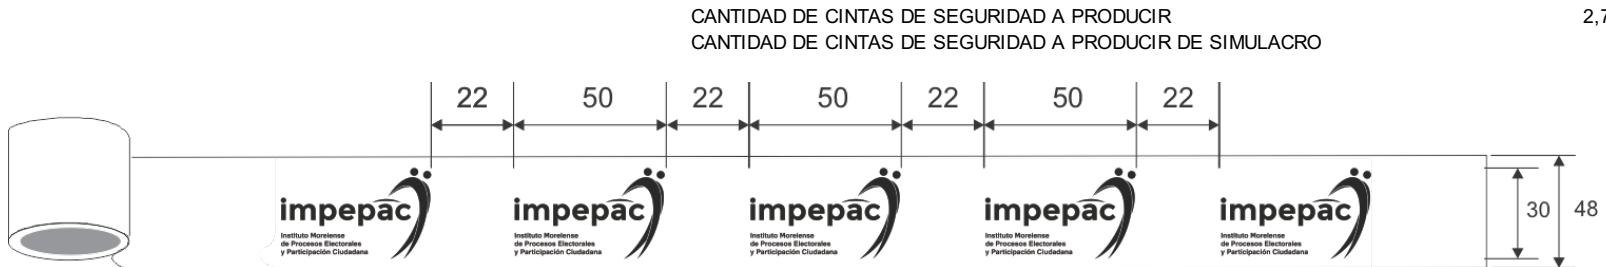 CANTIDAD DE CINTAS DE SEGURIDAD A PRODUCIR 2,7
CANTIDAD DE CINTAS DE SEGURIDAD A PRODUCIR DE SIMULACRO
22 50 22 50 22 50 22
impepac impepac impepac impepac impepac
Instituto Morelense Instituto Morelense Instituto Morelense Instituto Morelense Instituto Morelense
de Procesos Electorales de Procesos Electorales de Procesos Electorales de Procesos Electorales de Procesos Electorales
y Participación Ciudadana y Participación Ciudadana y Participación Ciudadana y Participación Ciudadana y Participación Ciudadana
30 48